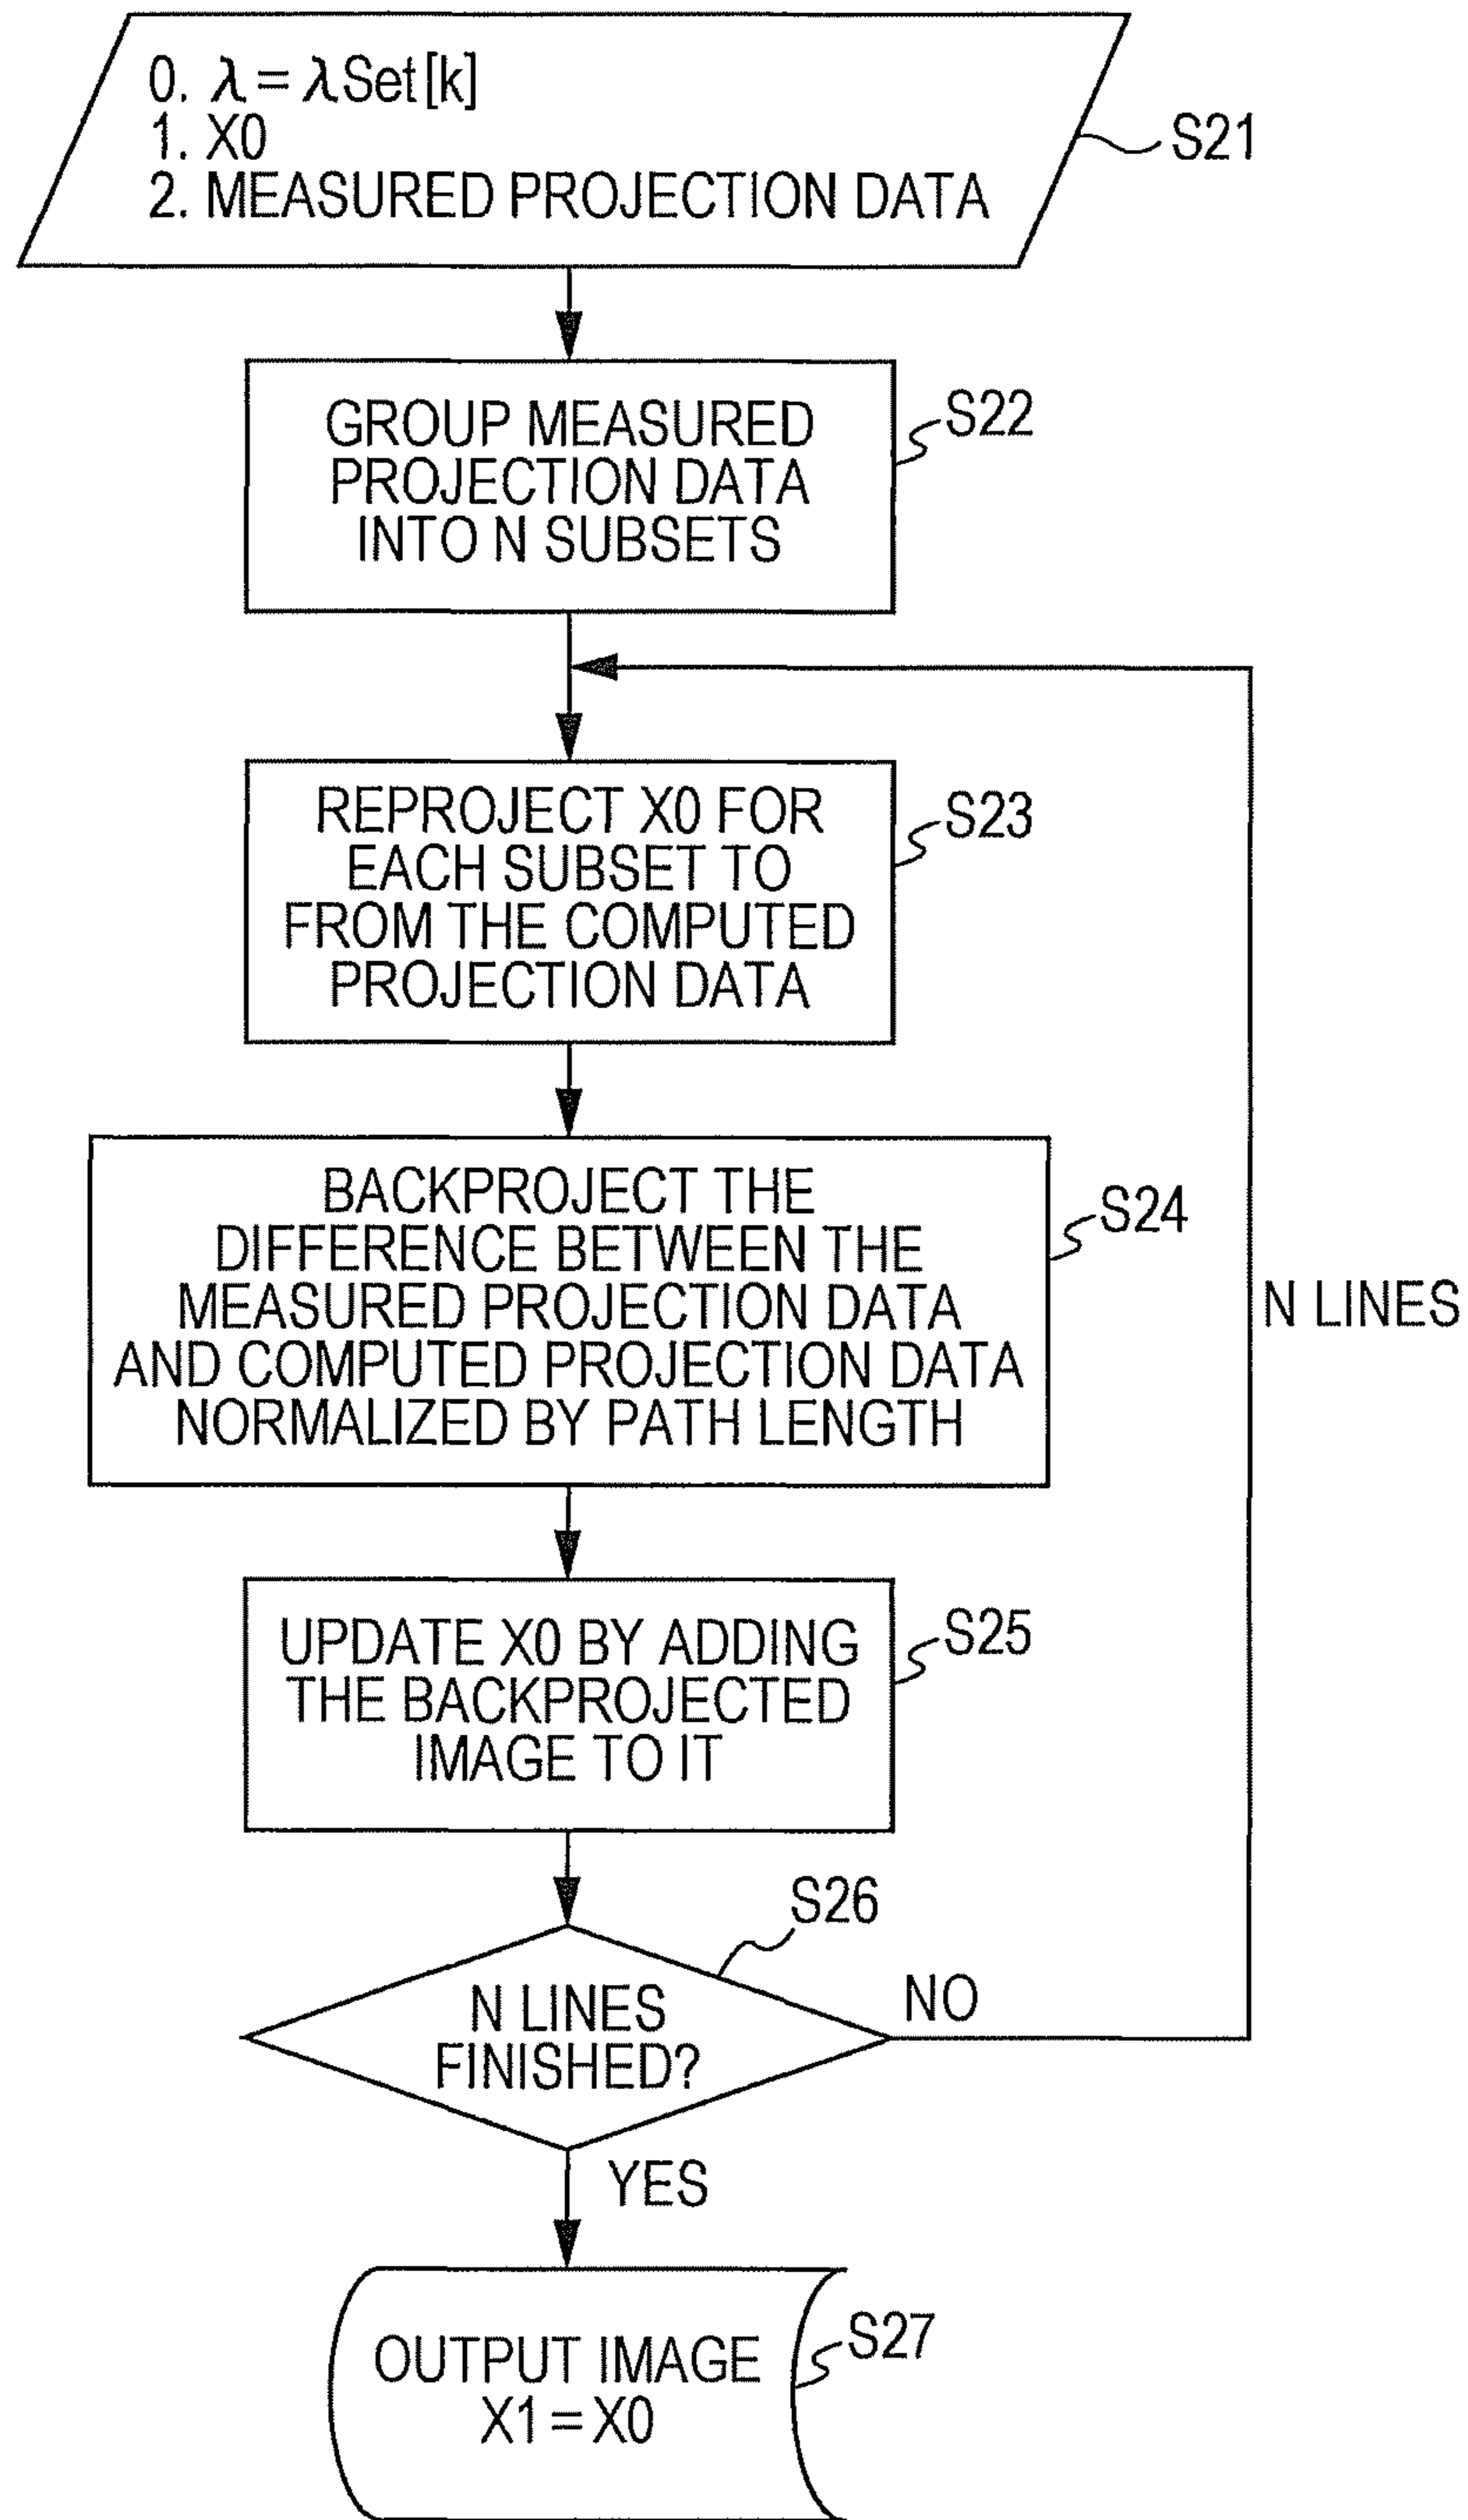 0. λ=λSet[k]
1. X0
2. MEASURED PROJECTION DATA
S21
GROUP MEASURED
PROJECTION DATA
INTO N SUBSETS
S22
REPROJECT X0 FOR
EACH SUBSET TO
FROM THE COMPUTED
PROJECTION DATA
S23
BACKPROJECT THE
DIFFERENCE BETWEEN THE
MEASURED PROJECTION DATA
AND COMPUTED PROJECTION DATA
NORMALIZED BY PATH LENGTH
S24
N LINES
UPDATE X0 BY ADDING
THE BACKPROJECTED
IMAGE TO IT
S25
S26
N LINES
FINISHED?
NO
YES
OUTPUT IMAGE
X1=X0
S27